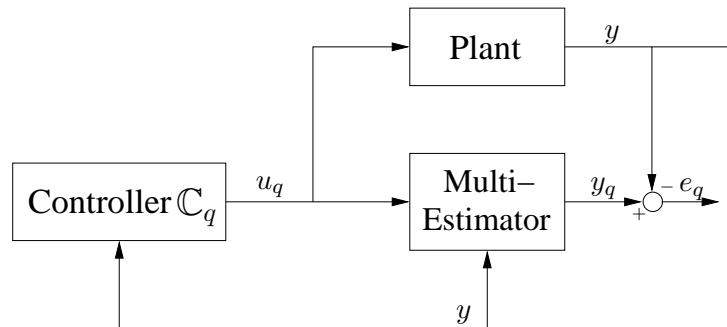 Plant
y
Controller ℂ_q
u_q
Multi–
Estimator
y_q
–
+
e_q
y